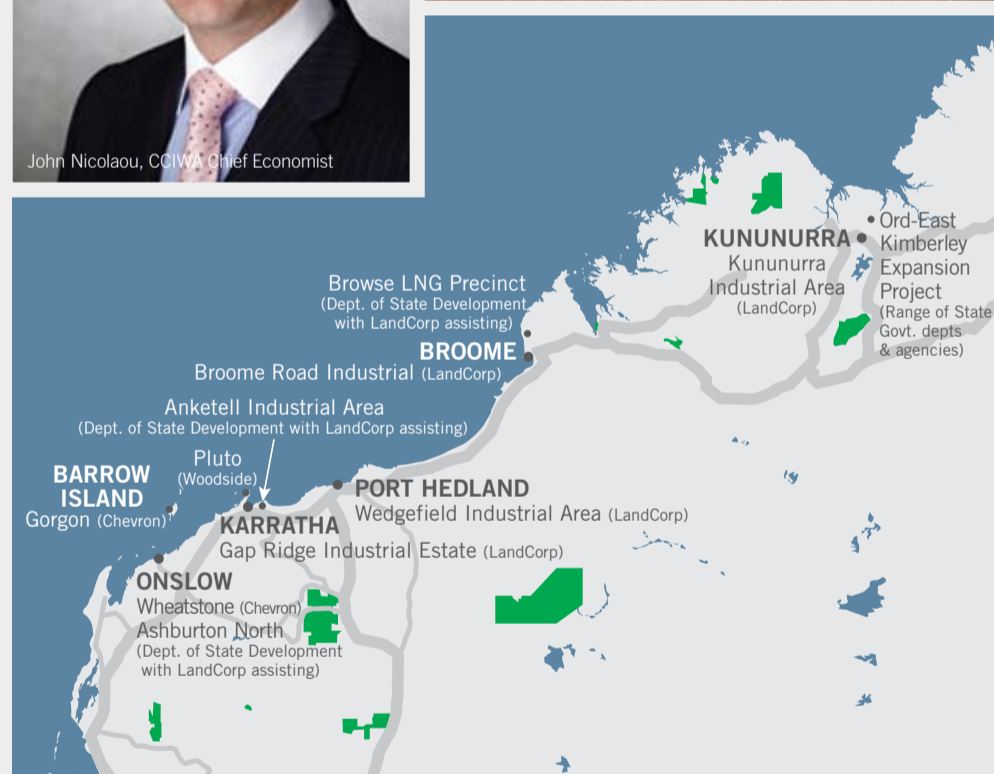 John Nicolaou, CCIWA Chief Economist
Ord-East
Kimberley
Expansion
Project
(Range of State
Govt. depts
& agencies)
KUNUNURRA
Kununurra
Industrial Area
(LandCorp)
Browse LNG Precinct
(Dept. of State Development
with LandCorp assisting)
BROOME
Broome Road Industrial (LandCorp)
Anketell Industrial Area
(Dept. of State Development with LandCorp assisting)
Pluto
(Woodside)
BARROW
ISLAND
Gorgon (Chevron)
PORT HEDLAND
Wedgefield Industrial Area (LandCorp)
KARRATHA
Gap Ridge Industrial Estate (LandCorp)
ONSLOW
Wheatstone (Chevron)
Ashburton North
(Dept. of State Development
with LandCorp assisting)